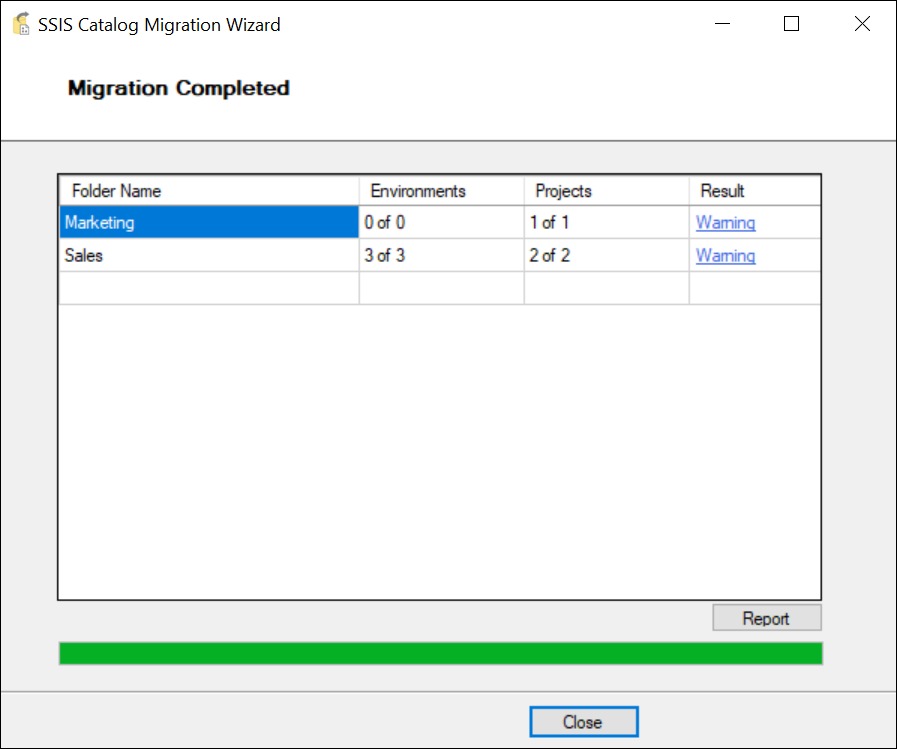 SSIS Catalog Migration Wizard
Migration Completed
Folder Name Environments Projects Result
Marketing 0 of 0 1 of 1 Warning
Sales 3 of 3 2 of 2 Warning
Report
Close